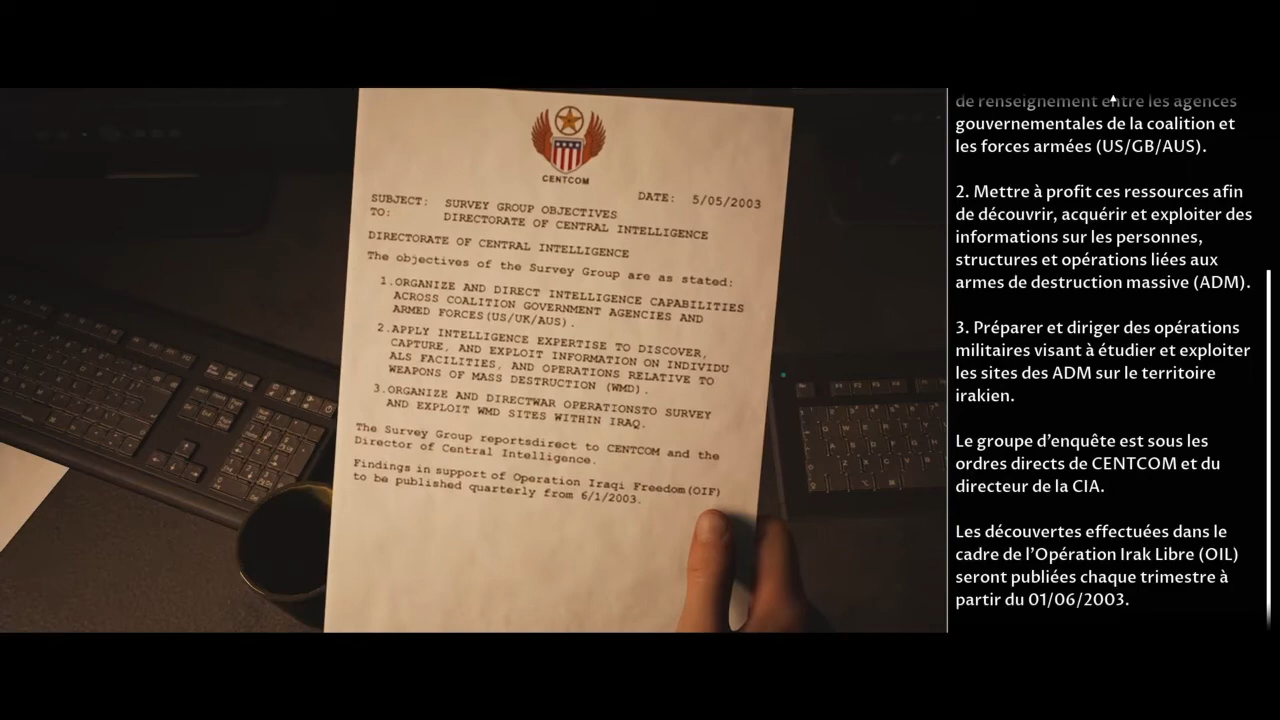 CENTCOM
DATE: 5/05/2003
SUBJECT: SURVEY GROUP OBJECTIVES
TO: DIRECTORATE OF CENTRAL INTELLIGENCE
DIRECTORATE OF CENTRAL INTELLIGENCE
The objectives of the Survey Group are as stated:
1.ORGANIZE AND DIRECT INTELLIGENCE CAPABILITIES
ACROSS COALITION GOVERNMENT AGENCIES AND
ARMED FORCES(US/UK/AUS).
2.APPLY INTELLIGENCE EXPERTISE TO DISCOVER,
CAPTURE, AND EXPLOIT INFORMATION ON INDIVIDU
ALS FACILITIES, AND OPERATIONS RELATIVE TO
WEAPONS OF MASS DESTRUCTION (WMD).
3.ORGANIZE AND DIRECTWAR OPERATIONSTO SURVEY
AND EXPLOIT WMD SITES WITHIN IRAQ.
The Survey Group reportsdirect to CENTCOM and the
Director of Central Intelligence.
Findings in support of Operation Iraqi Freedom(OIF)
to be published quarterly from 6/1/2003.
de renseignement entre les agences
gouvernementales de la coalition et
les forces armées (US/GB/AUS).
2. Mettre à profit ces ressources afin
de découvrir, acquérir et exploiter des
informations sur les personnes,
structures et opérations liées aux
armes de destruction massive (ADM).
3. Préparer et diriger des opérations
militaires visant à étudier et exploiter
les sites des ADM sur le territoire
irakien.
Le groupe d'enquête est sous les
ordres directs de CENTCOM et du
directeur de la CIA.
Les découvertes effectuées dans le
cadre de l'Opération Irak Libre (OIL)
seront publiées chaque trimestre à
partir du 01/06/2003.